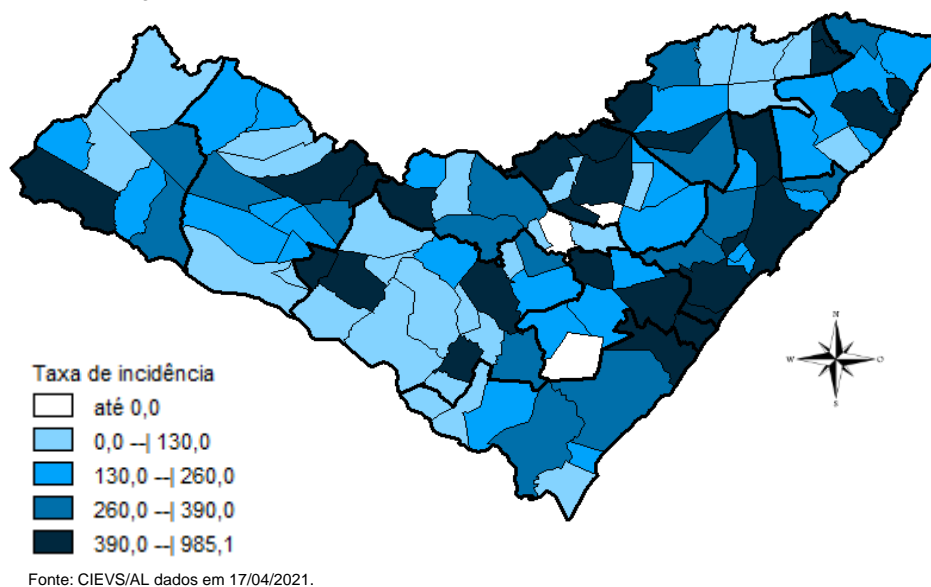 N
W O
S
Taxa de incidência
até 0,0
0,0 --| 130,0
130,0 --| 260,0
260,0 --| 390,0
390,0 --| 985,1
Fonte: CIEVS/AL dados em 17/04/2021.